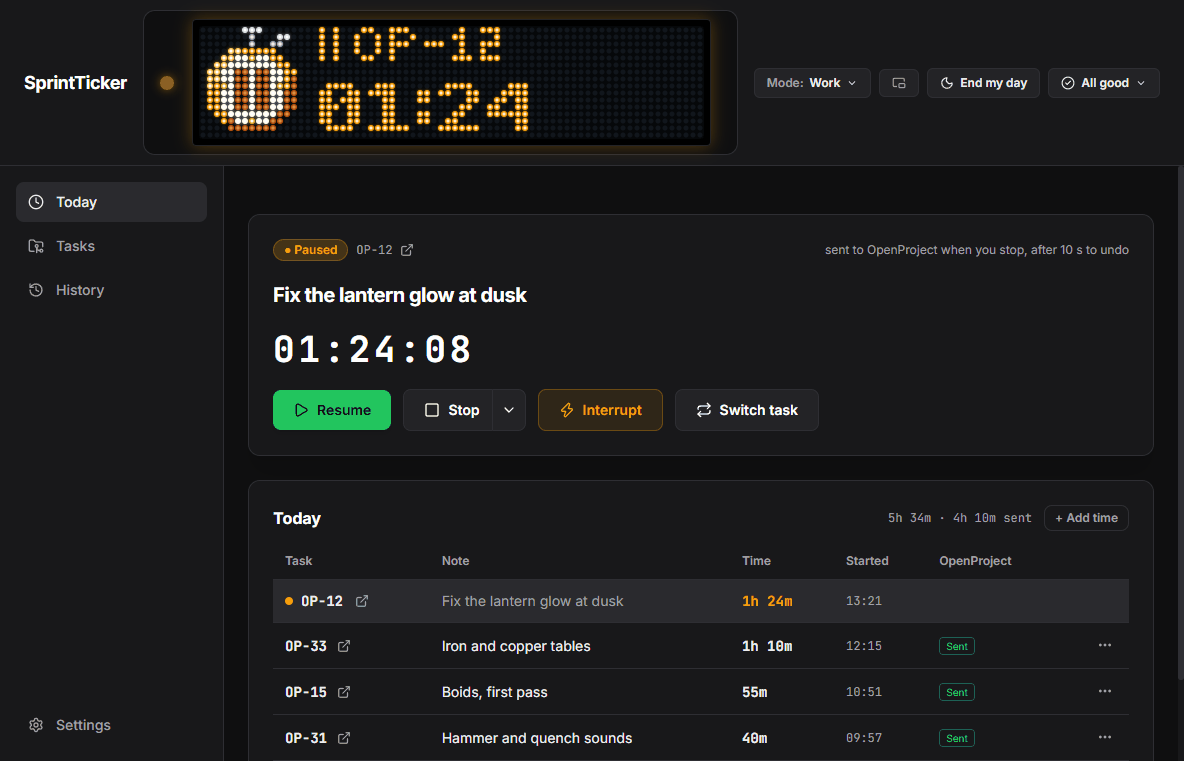 SprintTicker
OP-12
01:24
Mode: Work
End my day
All good
Today
Tasks
History
Settings
Paused
OP-12
sent to OpenProject when you stop, after 10 s to undo
Fix the lantern glow at dusk
01:24:08
Resume
Stop
Interrupt
Switch task
Today
5h 34m · 4h 10m sent
+ Add time
Task Note Time Started OpenProject
OP-12 Fix the lantern glow at dusk 1h 24m 13:21
OP-33 Iron and copper tables 1h 10m 12:15 Sent
OP-15 Boids, first pass 55m 10:51 Sent
OP-31 Hammer and quench sounds 40m 09:57 Sent